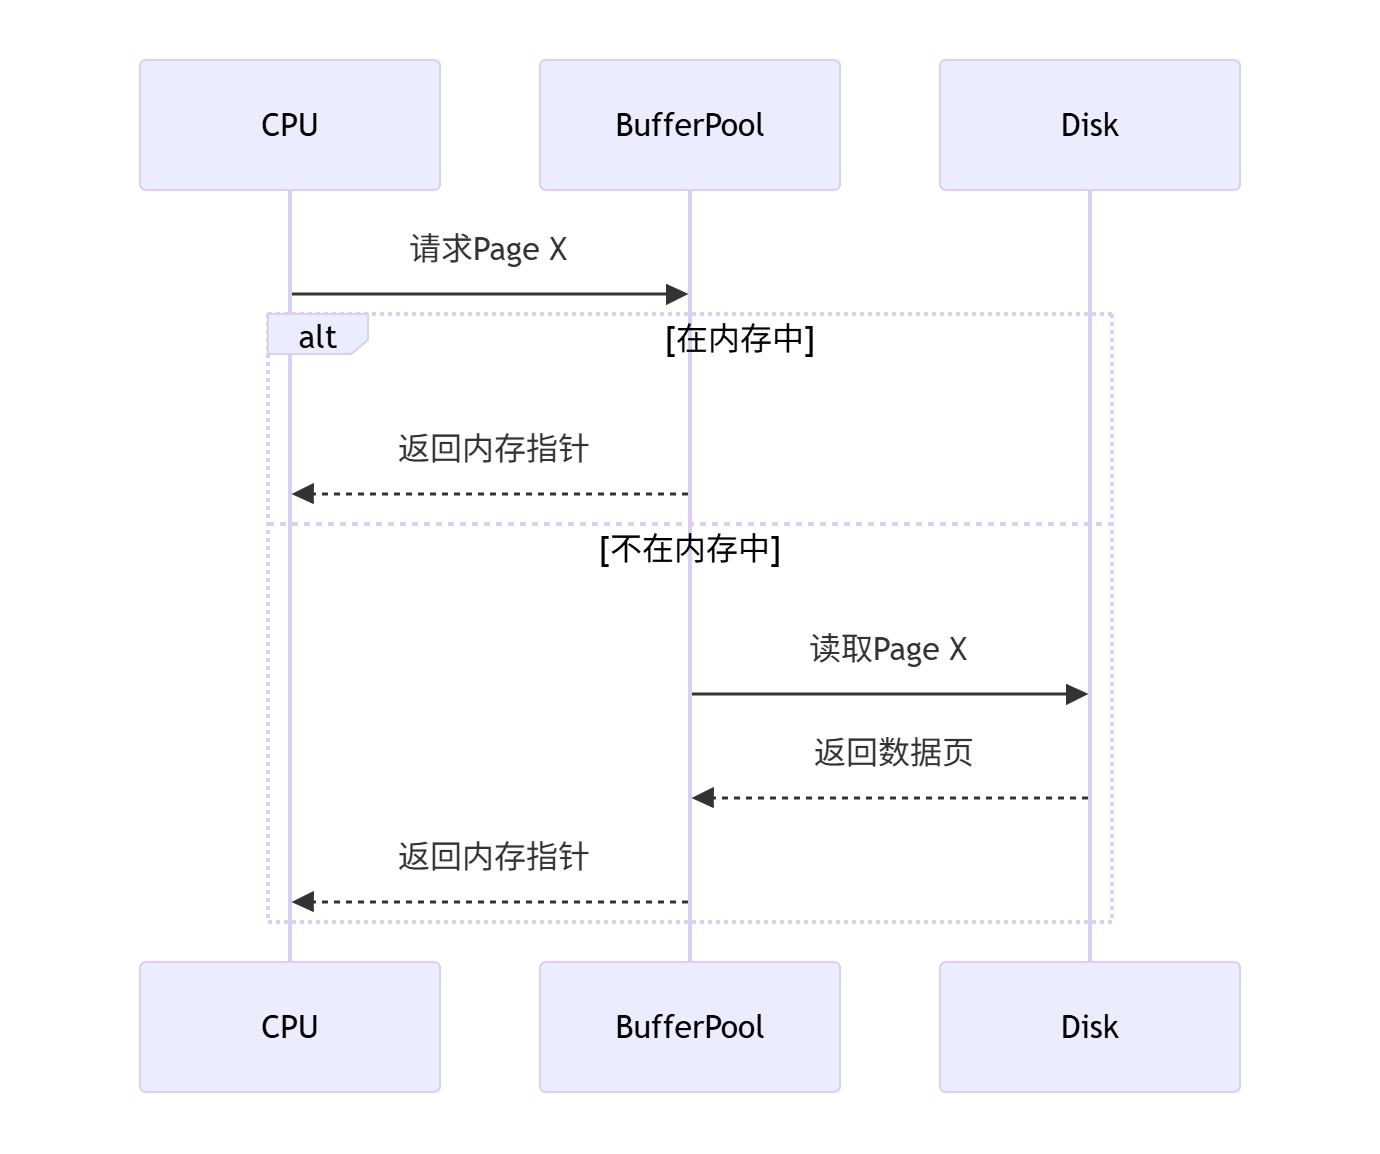 CPU
BufferPool
Disk
请求Page X
alt
[在内存中]
返回内存指针
[不在内存中]
读取Page X
返回数据页
返回内存指针
CPU
BufferPool
Disk